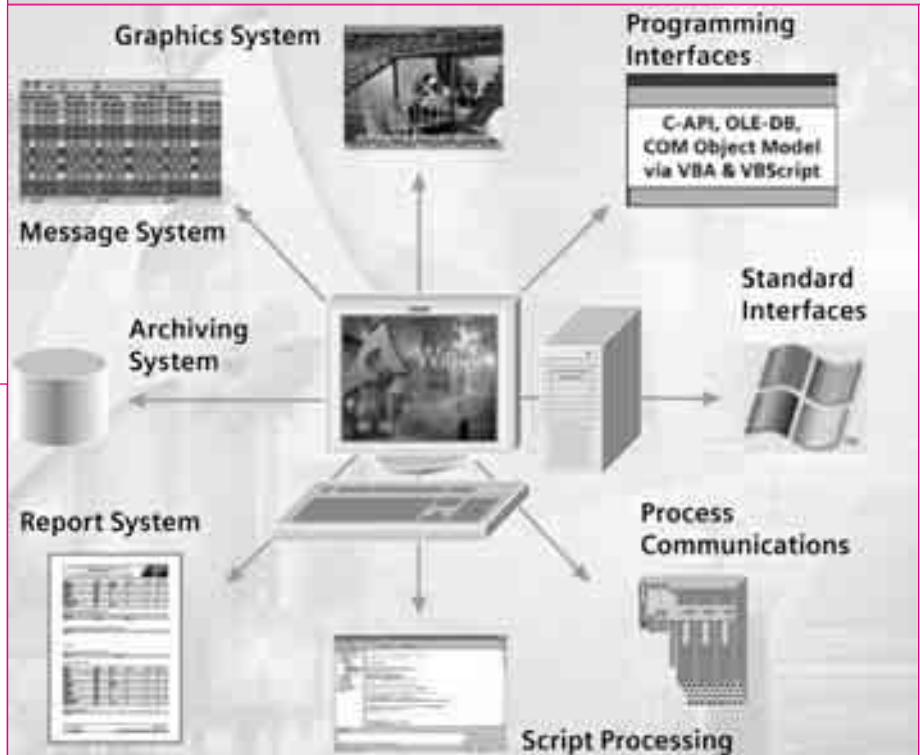 Graphics System
Programming
Interfaces
C-API, OLE-DB,
COM Object Model
via VBA & VBScript
Message System
Standard
Interfaces
Archiving
System
Report System
Process
Communications
Script Processing